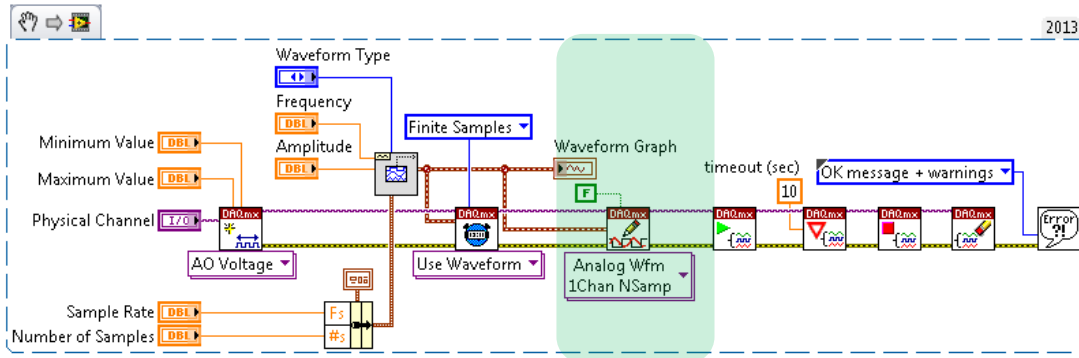 2013
Waveform Type
Frequency
DBL
Amplitude
DBL
Finite Samples
Waveform Graph
Minimum Value
DBL
Maximum Value
DBL
Physical Channel
I/O
F
timeout (sec)
10
OK message + warnings
DAQmx
DAQmx
DAQmx
DAQmx
DAQmx
DAQmx
DAQmx
Error
?!
AO Voltage
Use Waveform
Analog Wfm
1Chan NSamp
Sample Rate
DBL
Fs
Number of Samples
DBL
#s